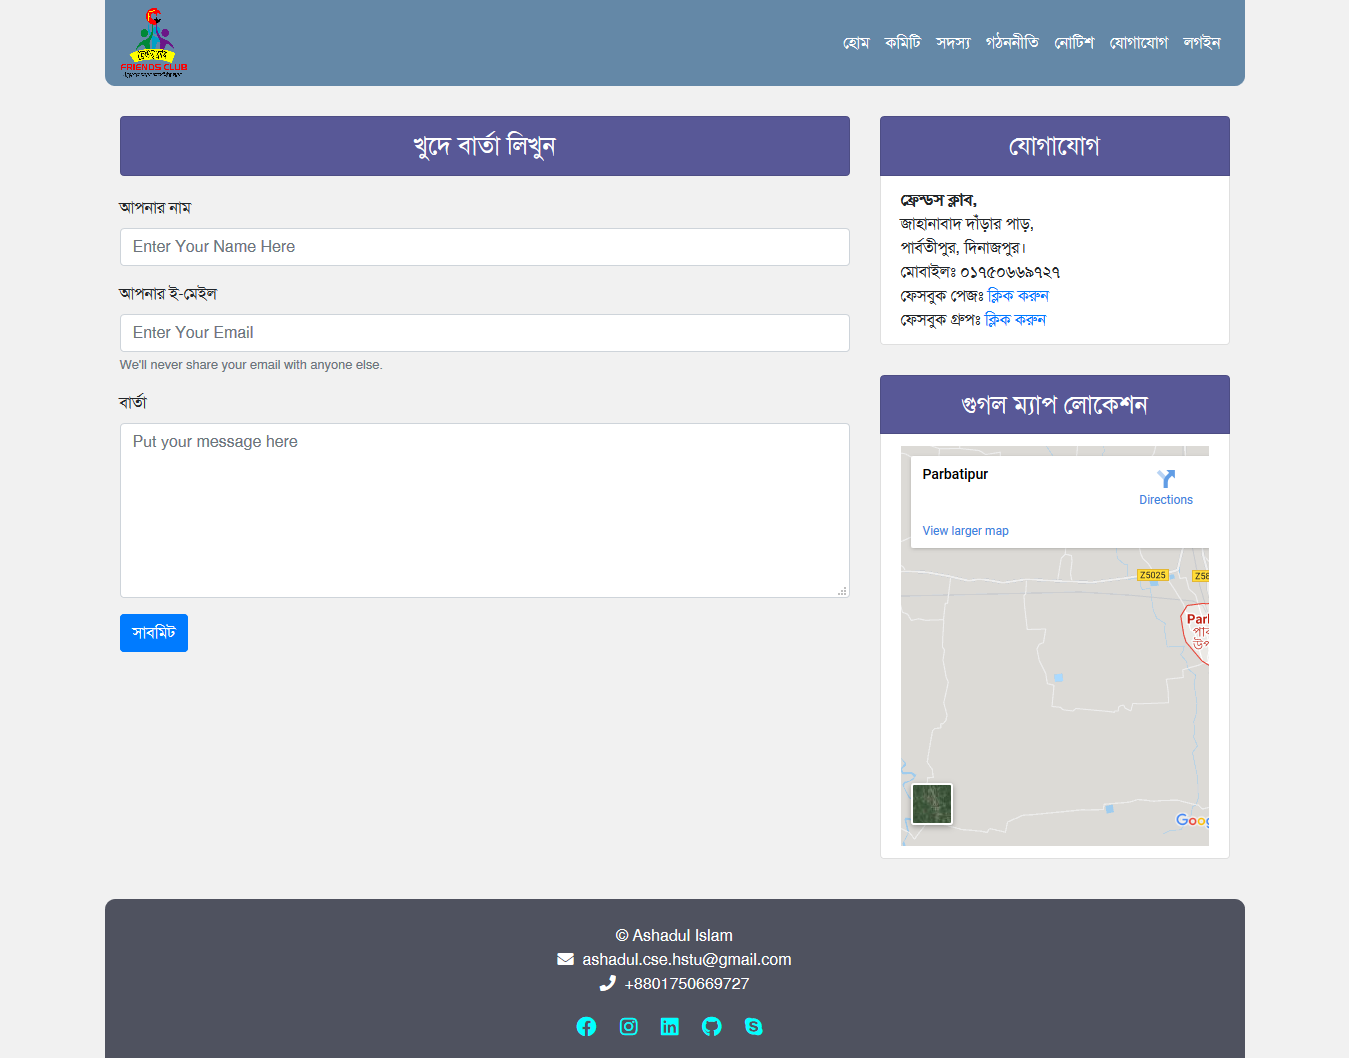 FRIENDS CLUB
হোম কমিটি সদস্য গঠননীতি নোটিশ যোগাযোগ লগইন
খুদে বার্তা লিখুন
আপনার নাম
Enter Your Name Here
আপনার ই-মেইল
Enter Your Email
We'll never share your email with anyone else.
বার্তা
Put your message here
সাবমিট
যোগাযোগ
ফ্রেন্ডস ক্লাব,
জাহানাবাদ দাঁড়ার পাড়,
পার্বতীপুর, দিনাজপুর।
মোবাইলঃ ০১৭৫০৬৬৯৭২৭
ফেসবুক পেজঃ ক্লিক করুন
ফেসবুক গ্রুপঃ ক্লিক করুন
গুগল ম্যাপ লোকেশন
Parbatipur
Directions
View larger map
Z5025
Z58
Par
পা
উপ
Goog
© Ashadul Islam
ashadul.cse.hstu@gmail.com
+8801750669727